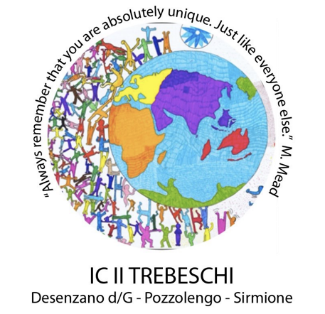 "Always remember that you are absolutely unique. Just like everyone else." M. Mead
IC II TREBESCHI
Desenzano d/G - Pozzolengo - Sirmione